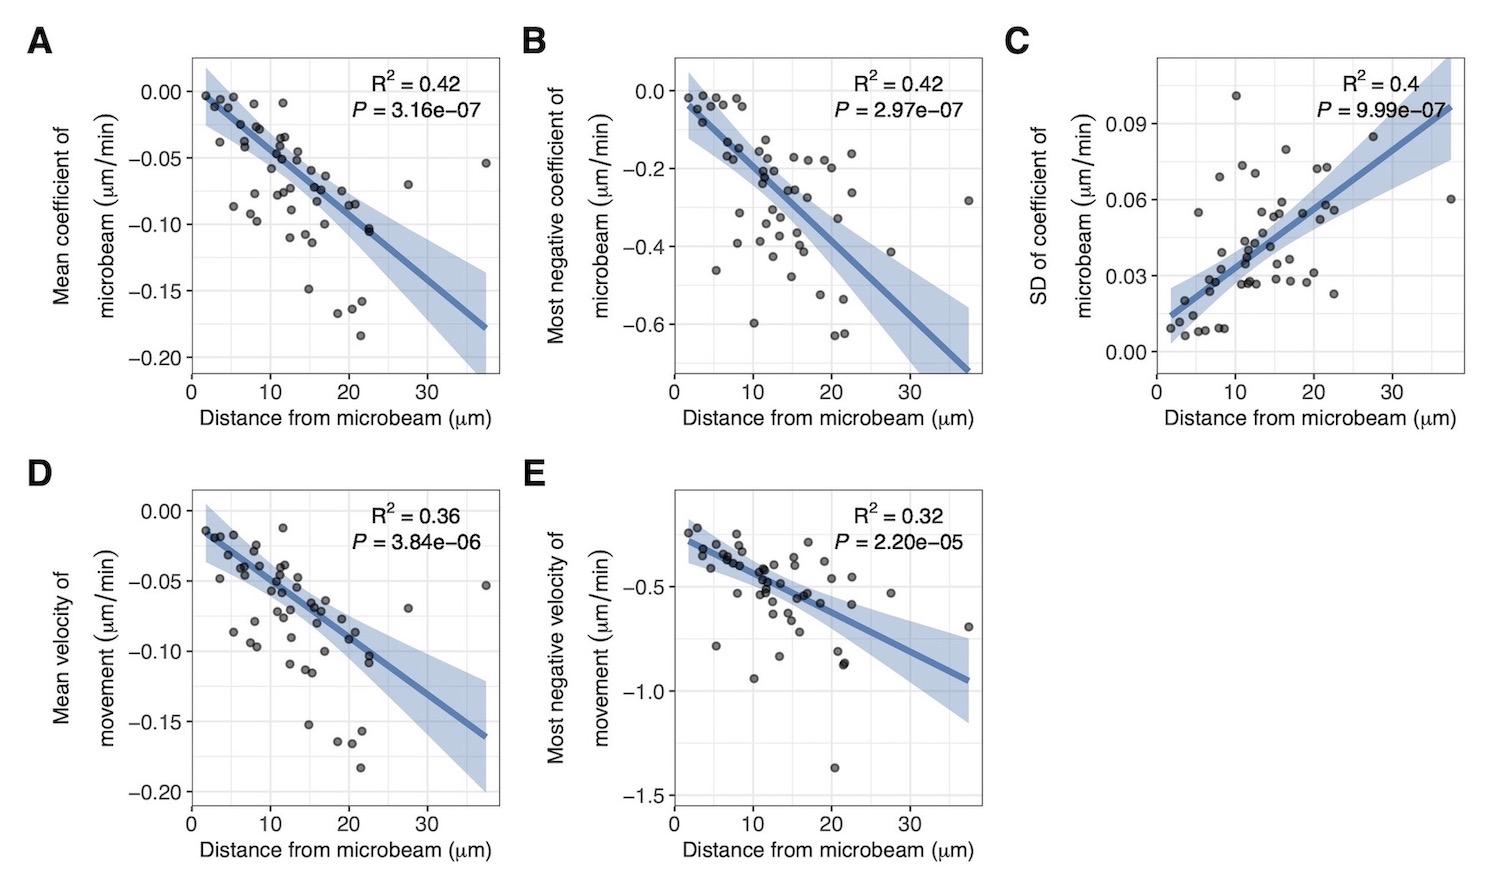 A
Mean coefficient of
microbeam (μm/min)
0.00
−0.05
−0.10
−0.15
−0.20
R2 = 0.42
P = 3.16e−07
0 10 20 30
Distance from microbeam (μm)
B
Most negative coefficient of
microbeam (μm/min)
0.0
−0.2
−0.4
−0.6
R2 = 0.42
P = 2.97e−07
0 10 20 30
Distance from microbeam (μm)
C
SD of coefficient of
microbeam (μm/min)
0.09
0.06
0.03
0.00
R2 = 0.4
P = 9.99e−07
0 10 20 30
Distance from microbeam (μm)
D
Mean velocity of
movement (μm/min)
0.00
−0.05
−0.10
−0.15
−0.20
R2 = 0.36
P = 3.84e−06
0 10 20 30
Distance from microbeam (μm)
E
Most negative velocity of
movement (μm/min)
−0.5
−1.0
−1.5
R2 = 0.32
P = 2.20e−05
0 10 20 30
Distance from microbeam (μm)